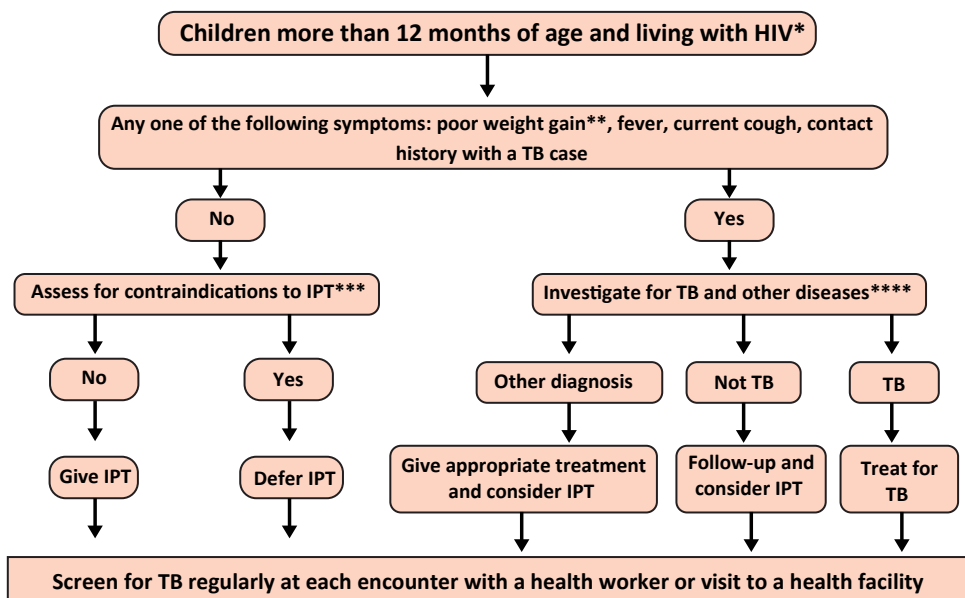 Children more than 12 months of age and living with HIV*
Any one of the following symptoms: poor weight gain**, fever, current cough, contact
history with a TB case
No
Yes
Assess for contraindications to IPT***
Investigate for TB and other diseases****
No
Yes
Other diagnosis
Not TB
TB
Give IPT
Defer IPT
Give appropriate treatment
and consider IPT
Follow-up and
consider IPT
Treat for
TB
Screen for TB regularly at each encounter with a health worker or visit to a health facility